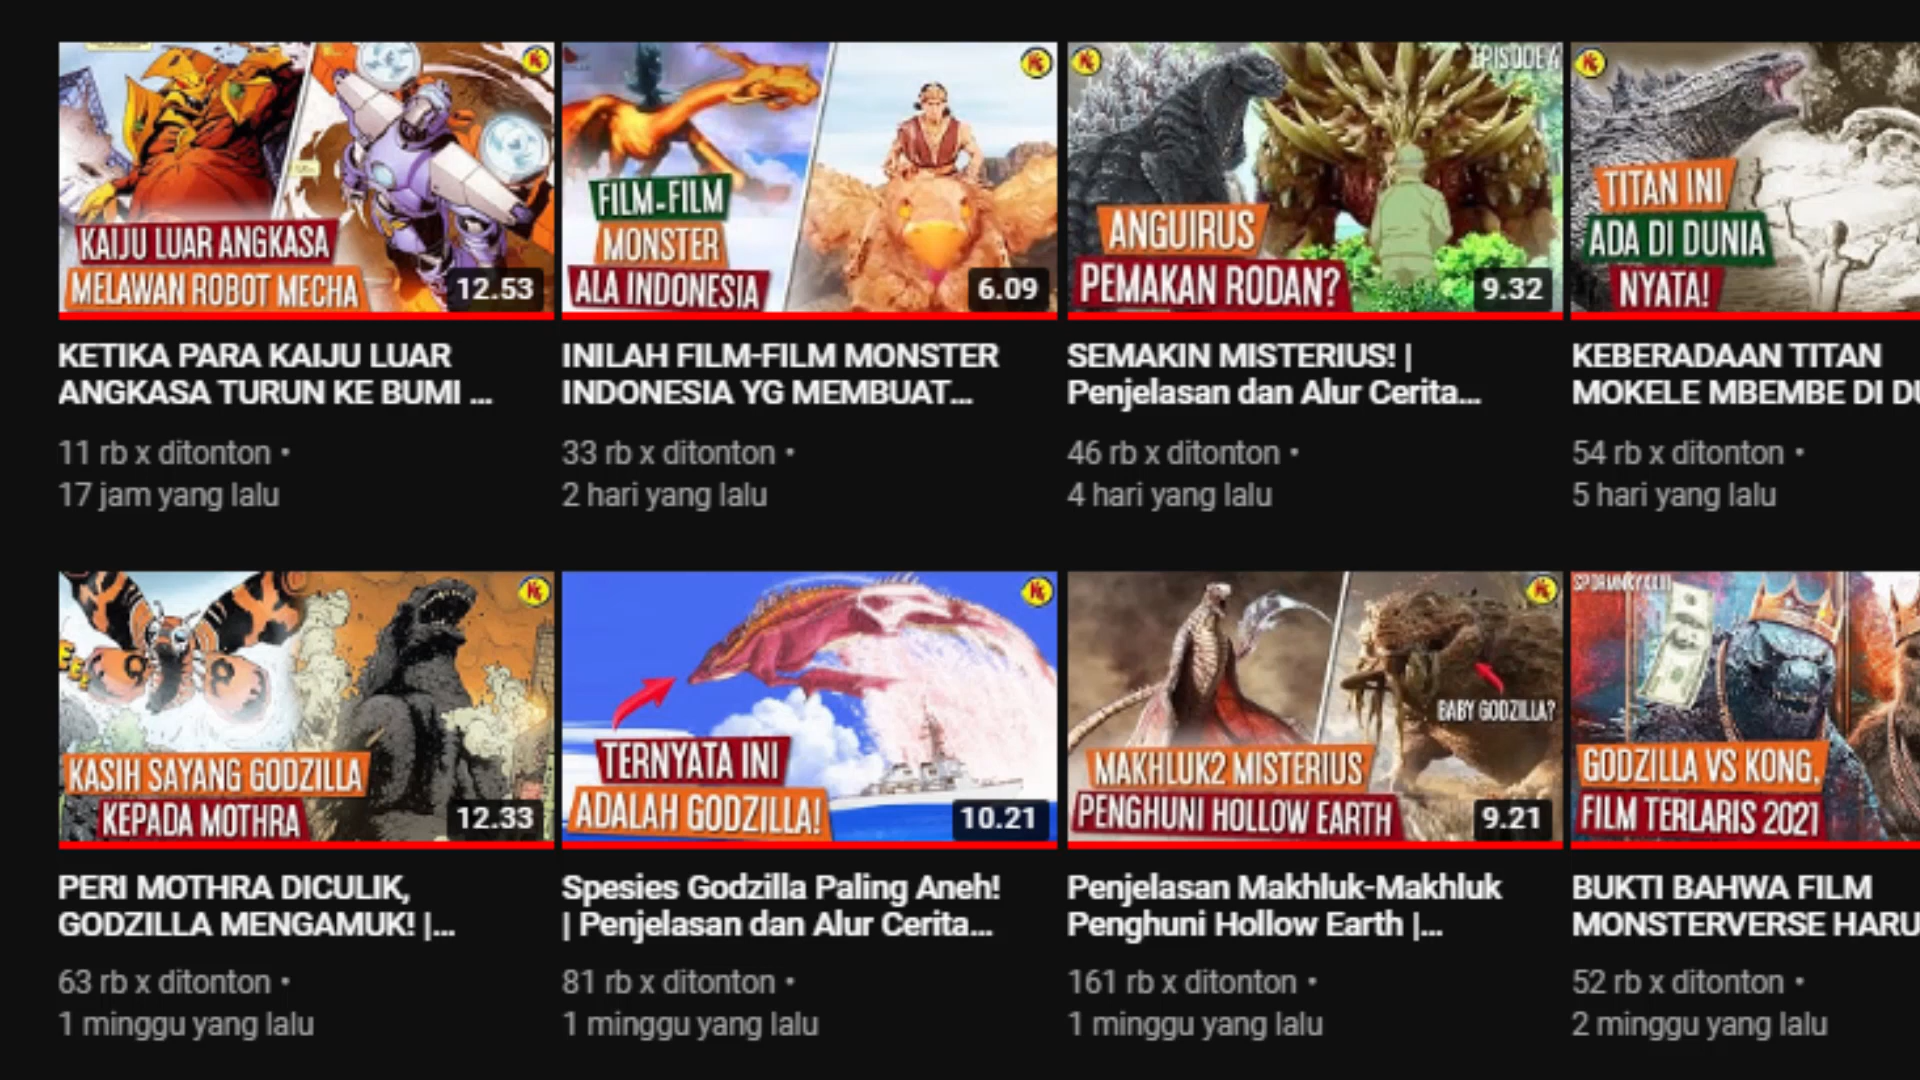 KAIJU LUAR ANGKASA
MELAWAN ROBOT MECHA
12.53
KETIKA PARA KAIJU LUAR
ANGKASA TURUN KE BUMI ...
11 rb x ditonton •
17 jam yang lalu
FILM-FILM
MONSTER
ALA INDONESIA
6.09
INILAH FILM-FILM MONSTER
INDONESIA YG MEMBUAT...
33 rb x ditonton •
2 hari yang lalu
EPISODE 4
ANGUIRUS
PEMAKAN RODAN?
9.32
SEMAKIN MISTERIUS! |
Penjelasan dan Alur Cerita...
46 rb x ditonton •
4 hari yang lalu
TITAN INI
ADA DI DUNIA
NYATA!
KEBERADAAN TITAN
MOKELE MBEMBE DI DU
54 rb x ditonton •
5 hari yang lalu
KASIH SAYANG GODZILLA
KEPADA MOTHRA
12.33
PERI MOTHRA DICULIK,
GODZILLA MENGAMUK! |...
63 rb x ditonton •
1 minggu yang lalu
TERNYATA INI
ADALAH GODZILLA!
10.21
Spesies Godzilla Paling Aneh!
| Penjelasan dan Alur Cerita...
81 rb x ditonton •
1 minggu yang lalu
BABY GODZILLA?
MAKHLUK2 MISTERIUS
PENGHUNI HOLLOW EARTH
9.21
Penjelasan Makhluk-Makhluk
Penghuni Hollow Earth |...
161 rb x ditonton •
1 minggu yang lalu
GODZILLA VS KONG,
FILM TERLARIS 2021
BUKTI BAHWA FILM
MONSTERVERSE HARU
52 rb x ditonton •
2 minggu yang lalu